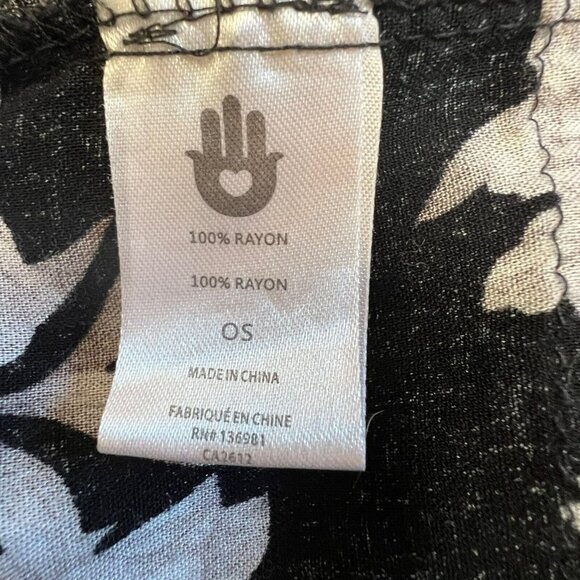 100% RAYON
100% RAYON
OS
MADE IN CHINA
FABRIQUÉ EN CHINE
RN# 136981
CA2612